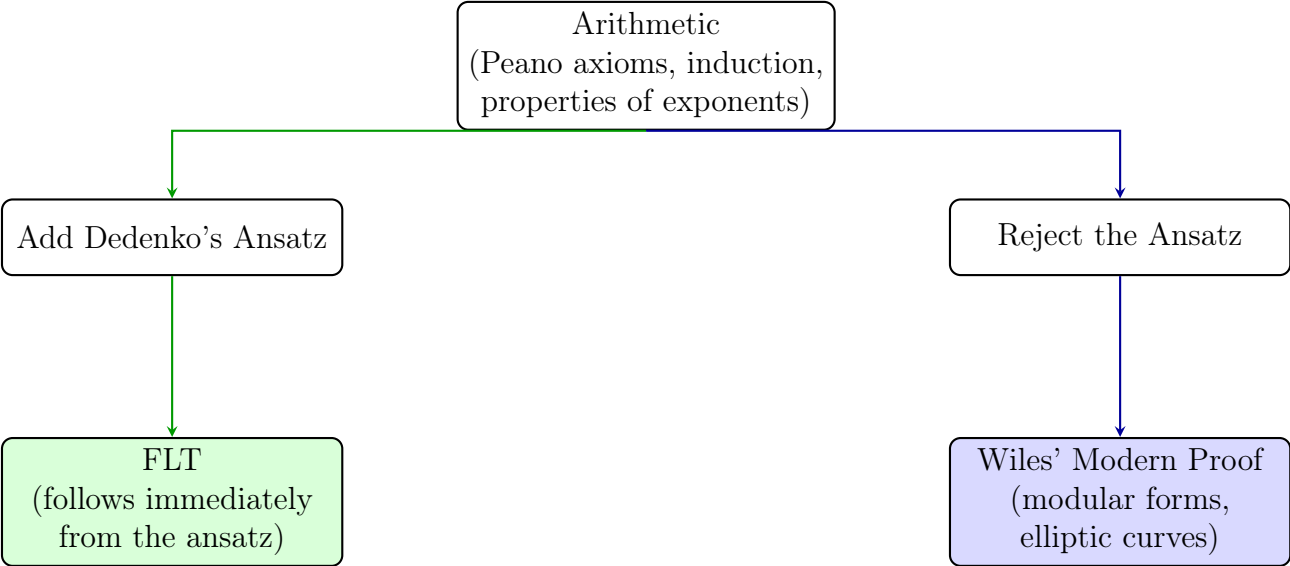 Arithmetic
(Peano axioms, induction,
properties of exponents)
Add Dedenko's Ansatz
Reject the Ansatz
FLT
(follows immediately
from the ansatz)
Wiles' Modern Proof
(modular forms,
elliptic curves)